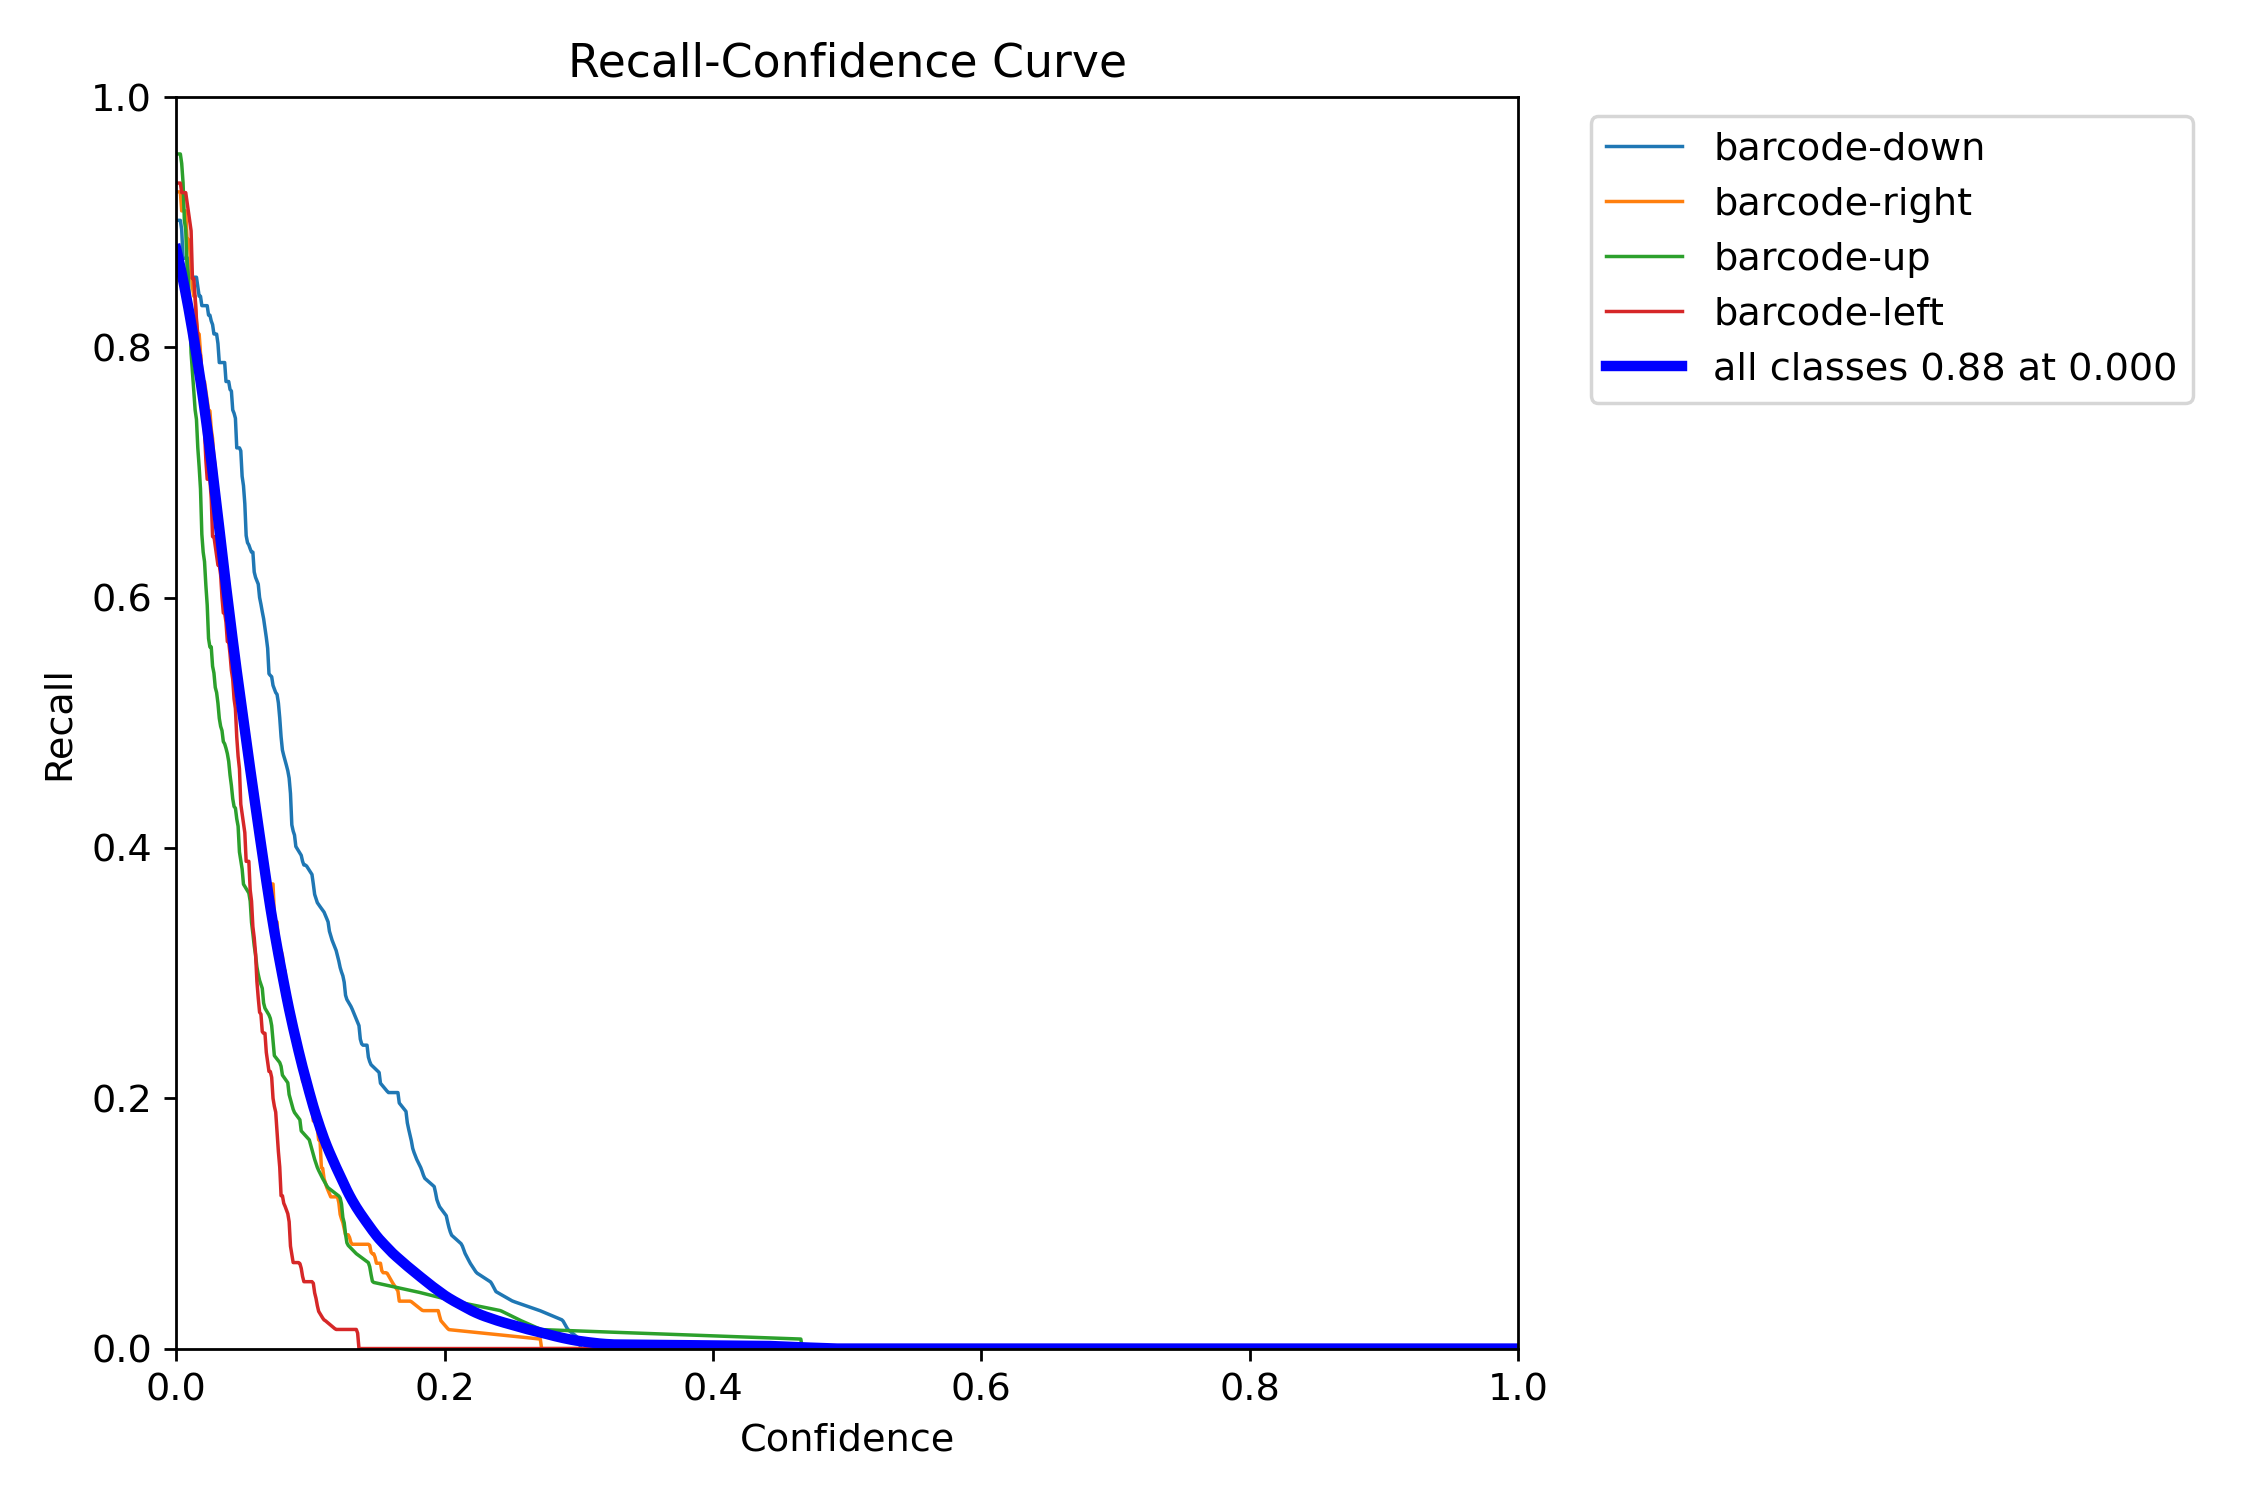 Recall-Confidence Curve
1.0
0.8
0.6
0.4
0.2
0.0
Recall
0.0 0.2 0.4 0.6 0.8 1.0
Confidence
barcode-down
barcode-right
barcode-up
barcode-left
all classes 0.88 at 0.000